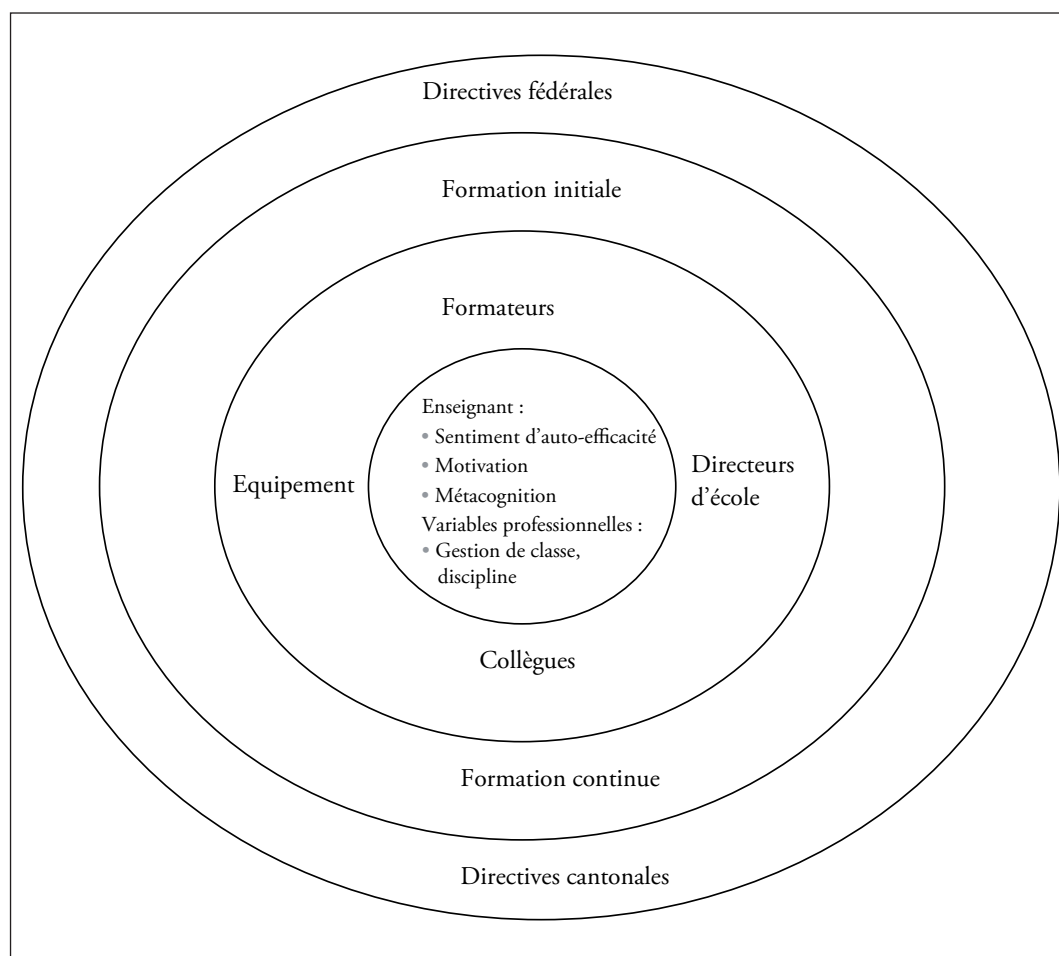 Directives fédérales
Formation initiale
Formateurs
Enseignant :
• Sentiment d'auto-efficacité
• Motivation
• Métacognition
Variables professionnelles :
• Gestion de classe,
discipline
Equipement
Directeurs
d'école
Collègues
Formation continue
Directives cantonales